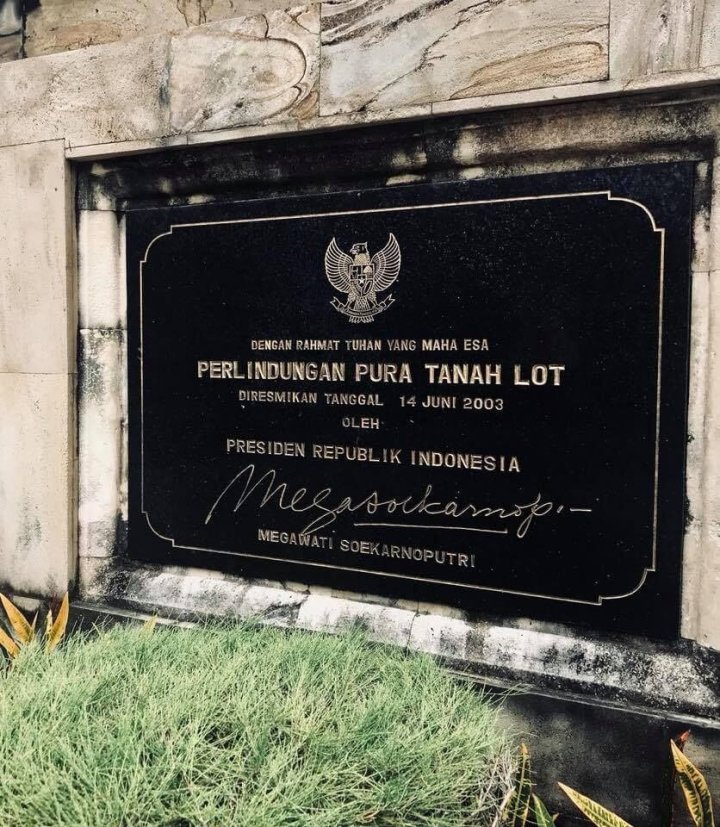 DENGAN RAHMAT TUHAN YANG MAHA ESA
PERLINDUNGAN PURA TANAH LOT
DIRESMIKAN TANGGAL 14 JUNI 2003
OLEH
PRESIDEN REPUBLIK INDONESIA
Megasoekarnop.
MEGAWATI SOEKARNOPUTRI